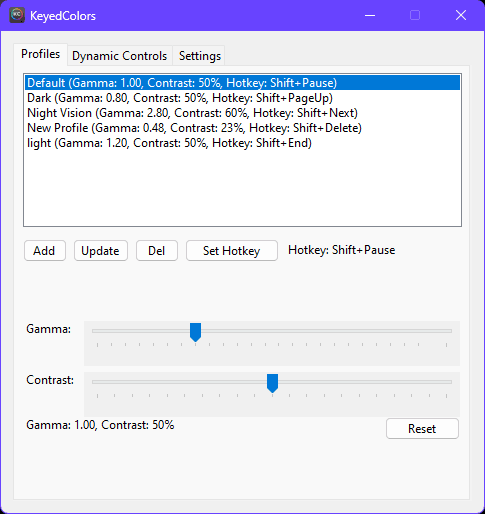 KeyedColors
Profiles Dynamic Controls Settings
Default (Gamma: 1.00, Contrast: 50%, Hotkey: Shift+Pause)
Dark (Gamma: 0.80, Contrast: 50%, Hotkey: Shift+PageUp)
Night Vision (Gamma: 2.80, Contrast: 60%, Hotkey: Shift+Next)
New Profile (Gamma: 0.48, Contrast: 23%, Hotkey: Shift+Delete)
light (Gamma: 1.20, Contrast: 50%, Hotkey: Shift+End)
Add Update Del Set Hotkey Hotkey: Shift+Pause
Gamma:
Contrast:
Gamma: 1.00, Contrast: 50%
Reset